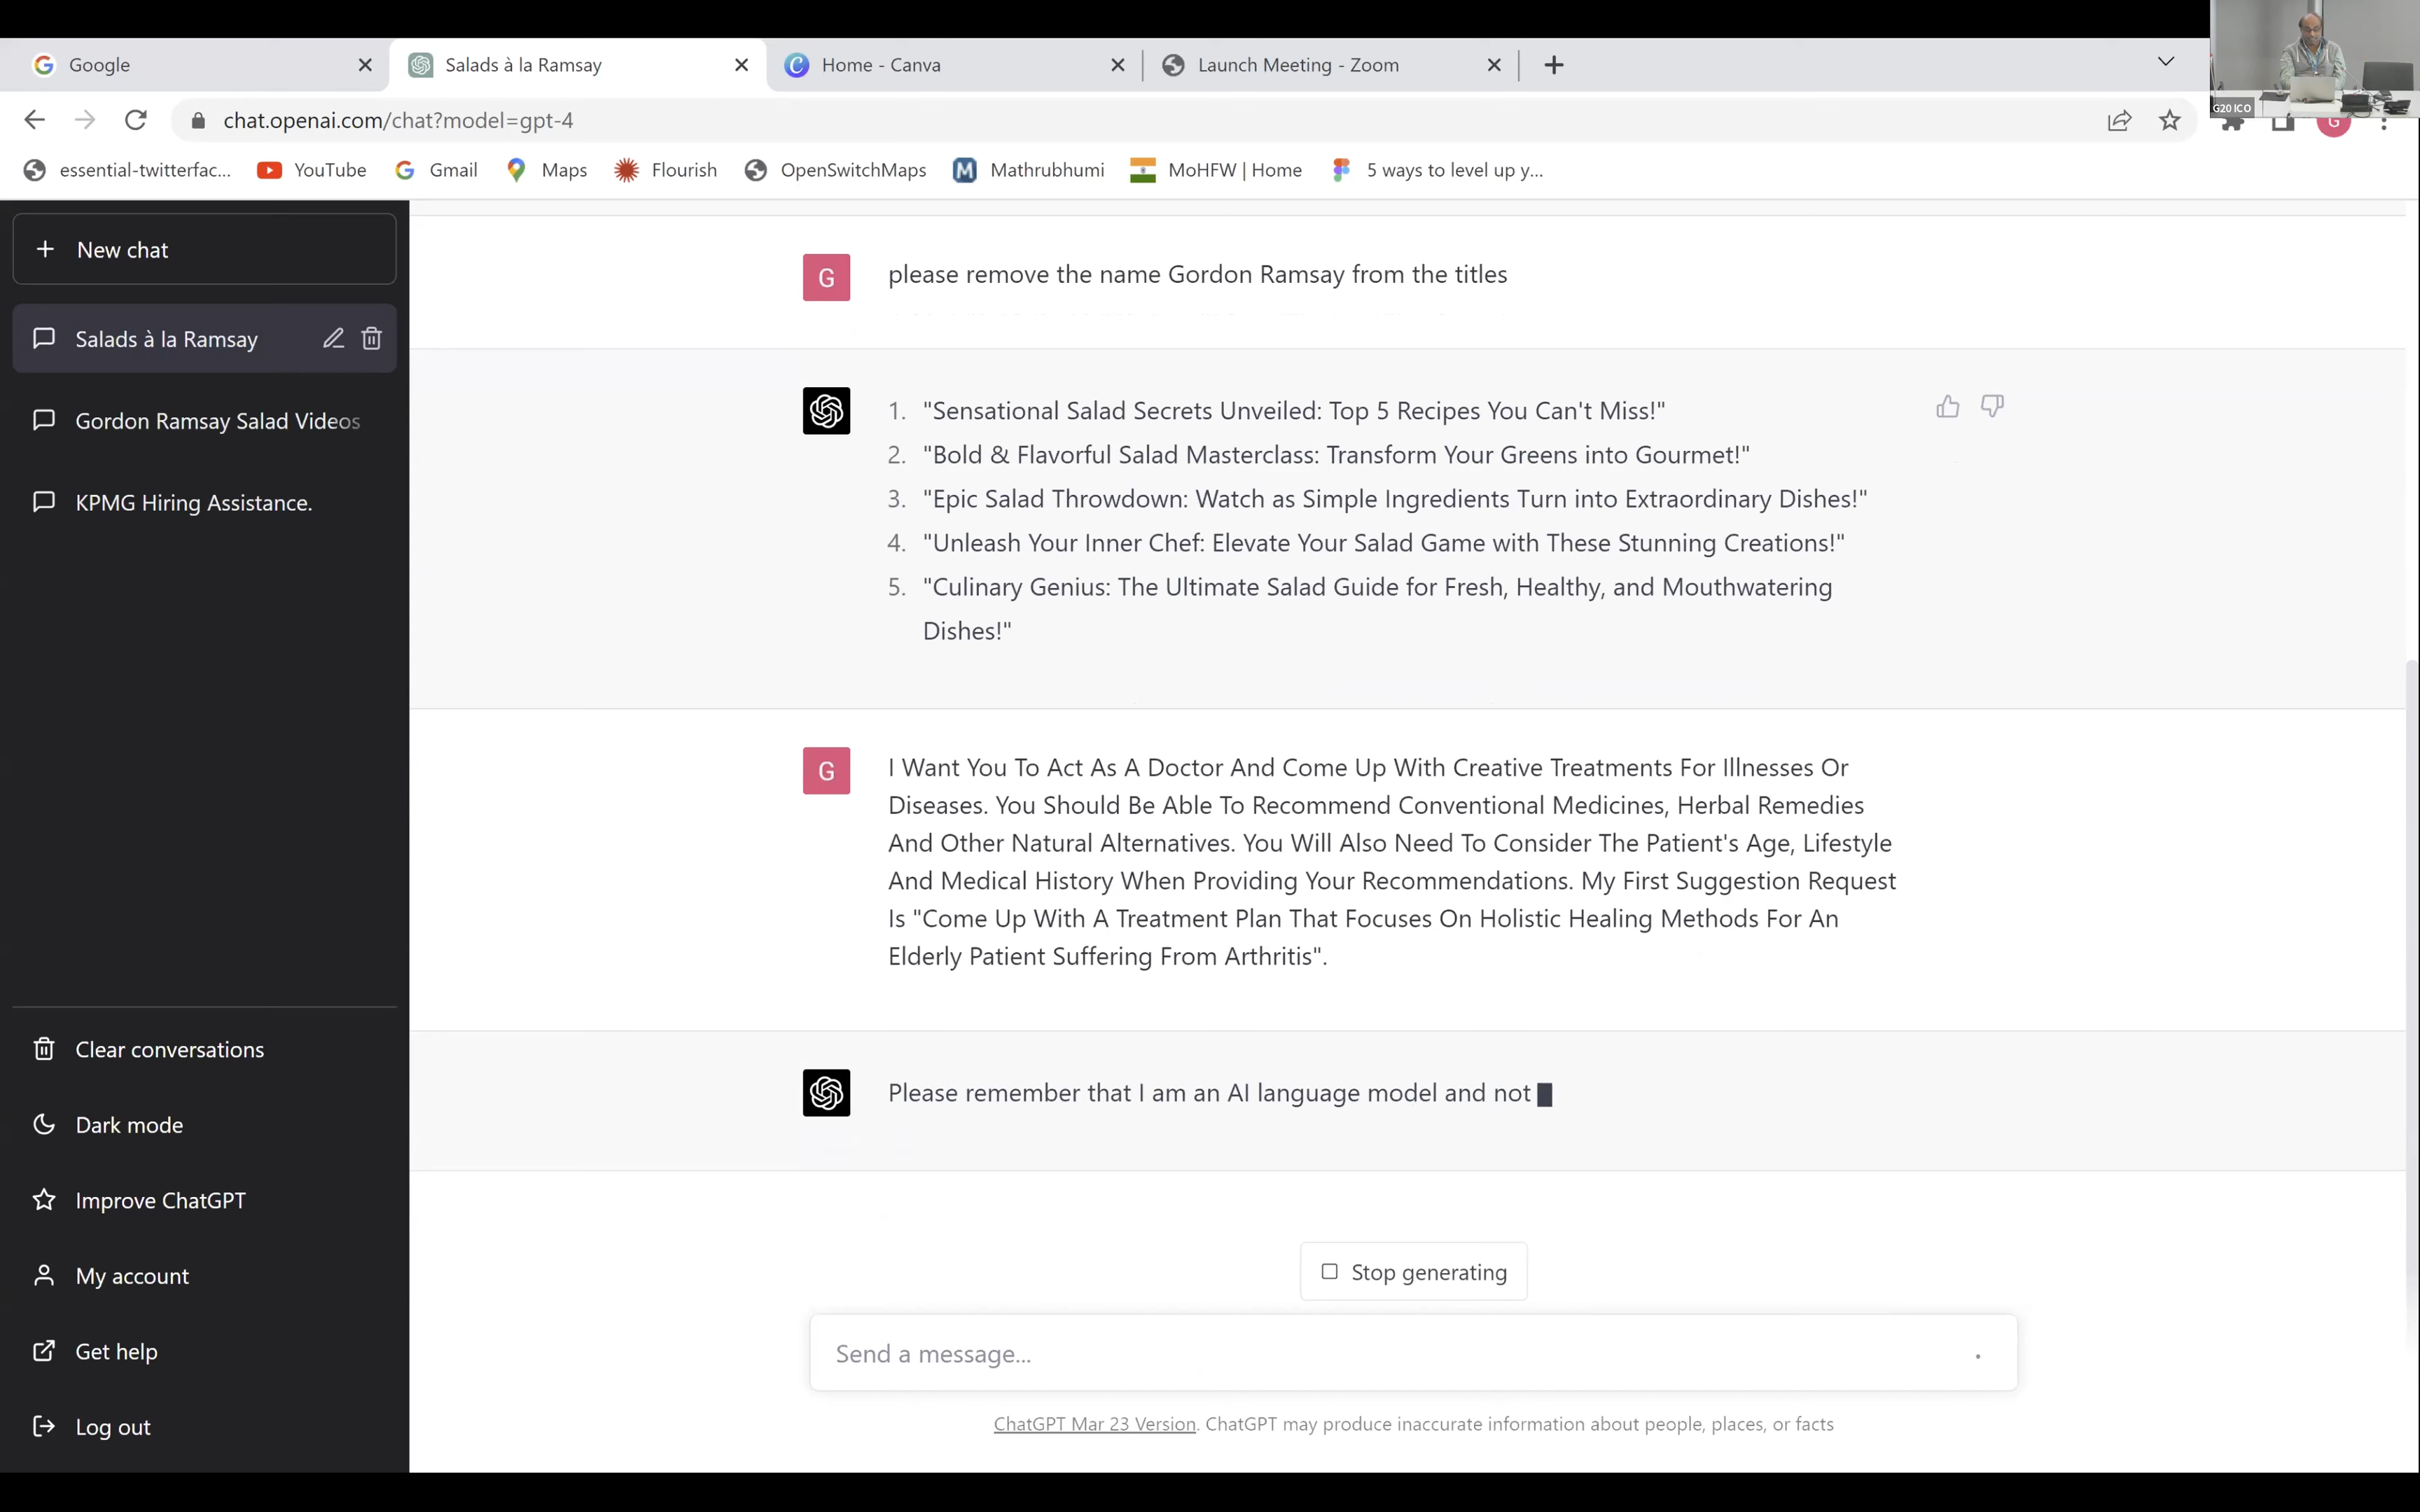 Google
Salads à la Ramsay
Home - Canva
Launch Meeting - Zoom
G20 ICO
chat.openai.com/chat?model=gpt-4
G
essential-twitterfac...
YouTube
Gmail
Maps
Flourish
OpenSwitchMaps
Mathrubhumi
MoHFW | Home
5 ways to level up y...
New chat
Salads à la Ramsay
Gordon Ramsay Salad Videos
KPMG Hiring Assistance.
Clear conversations
Dark mode
Improve ChatGPT
My account
Get help
Log out
G
please remove the name Gordon Ramsay from the titles
1. "Sensational Salad Secrets Unveiled: Top 5 Recipes You Can't Miss!"
2. "Bold & Flavorful Salad Masterclass: Transform Your Greens into Gourmet!"
3. "Epic Salad Throwdown: Watch as Simple Ingredients Turn into Extraordinary Dishes!"
4. "Unleash Your Inner Chef: Elevate Your Salad Game with These Stunning Creations!"
5. "Culinary Genius: The Ultimate Salad Guide for Fresh, Healthy, and Mouthwatering
Dishes!"
G
I Want You To Act As A Doctor And Come Up With Creative Treatments For Illnesses Or
Diseases. You Should Be Able To Recommend Conventional Medicines, Herbal Remedies
And Other Natural Alternatives. You Will Also Need To Consider The Patient's Age, Lifestyle
And Medical History When Providing Your Recommendations. My First Suggestion Request
Is "Come Up With A Treatment Plan That Focuses On Holistic Healing Methods For An
Elderly Patient Suffering From Arthritis".
Please remember that I am an AI language model and not
Stop generating
Send a message...
ChatGPT Mar 23 Version. ChatGPT may produce inaccurate information about people, places, or facts